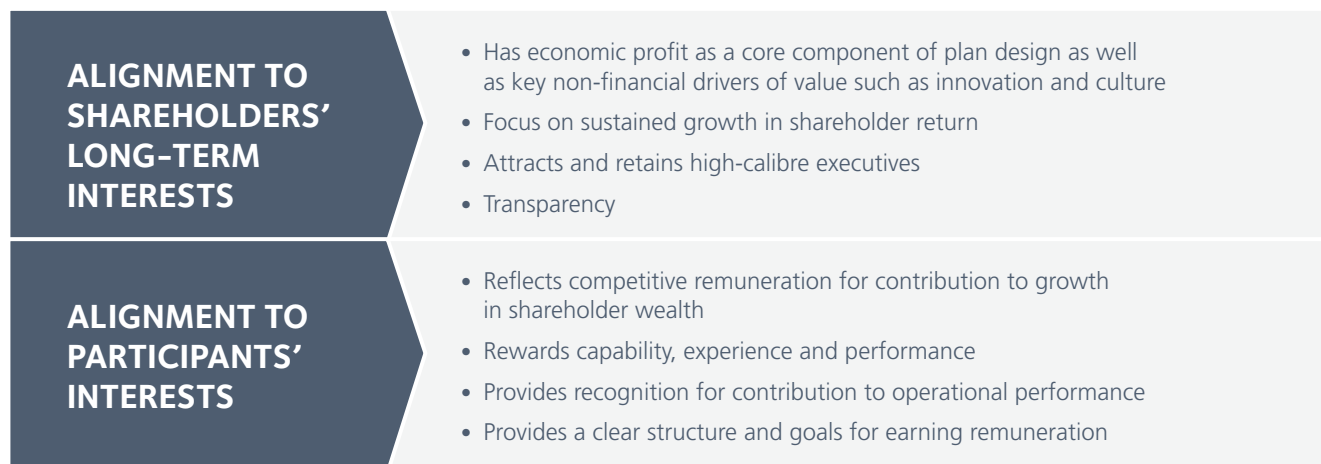 ALIGNMENT TO
SHAREHOLDERS’
LONG-TERM
INTERESTS
• Has economic profit as a core component of plan design as well
as key non-financial drivers of value such as innovation and culture
• Focus on sustained growth in shareholder return
• Attracts and retains high-calibre executives
• Transparency
ALIGNMENT TO
PARTICIPANTS’
INTERESTS
• Reflects competitive remuneration for contribution to growth
in shareholder wealth
• Rewards capability, experience and performance
• Provides recognition for contribution to operational performance
• Provides a clear structure and goals for earning remuneration